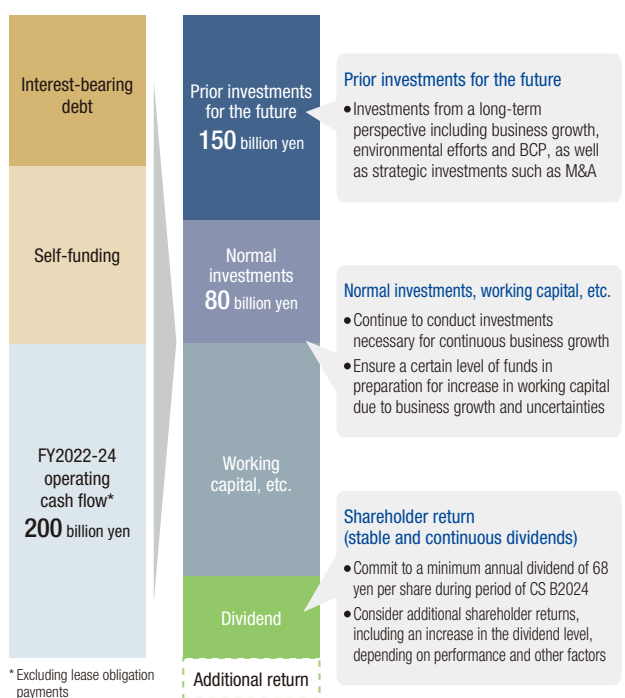 Interest-bearing
debt
Self-funding
FY2022-24
operating
cash flow*
200 billion yen
* Excluding lease obligation
payments
Prior investments
for the future
150 billion yen
Normal
investments
80 billion yen
Working
capital, etc.
Dividend
Additional return
Prior investments for the future
• Investments from a long-term
perspective including business growth,
environmental efforts and BCP, as well
as strategic investments such as M&A
Normal investments, working capital, etc.
• Continue to conduct investments
necessary for continuous business growth
• Ensure a certain level of funds in
preparation for increase in working capital
due to business growth and uncertainties
Shareholder return
(stable and continuous dividends)
• Commit to a minimum annual dividend of 68
yen per share during period of CS B2024
• Consider additional shareholder returns,
including an increase in the dividend level,
depending on performance and other factors